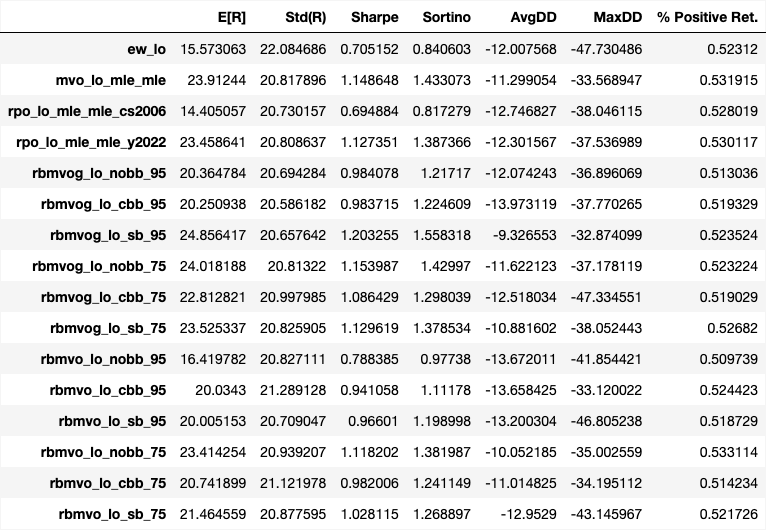 E[R] Std(R) Sharpe Sortino AvgDD MaxDD % Positive Ret.
ew_lo 15.573063 22.084686 0.705152 0.840603 -12.007568 -47.730486 0.52312
mvo_lo_mle_mle 23.91244 20.817896 1.148648 1.433073 -11.299054 -33.568947 0.531915
rpo_lo_mle_mle_cs2006 14.405057 20.730157 0.694884 0.817279 -12.746827 -38.046115 0.528019
rpo_lo_mle_mle_y2022 23.458641 20.808637 1.127351 1.387366 -12.301567 -37.536989 0.530117
rbmvog_lo_nobb_95 20.364784 20.694284 0.984078 1.21717 -12.074243 -36.896069 0.513036
rbmvog_lo_cbb_95 20.250938 20.586182 0.983715 1.224609 -13.973119 -37.770265 0.519329
rbmvog_lo_sb_95 24.856417 20.657642 1.203255 1.558318 -9.326553 -32.874099 0.523524
rbmvog_lo_nobb_75 24.018188 20.81322 1.153987 1.42997 -11.622123 -37.178119 0.523224
rbmvog_lo_cbb_75 22.812821 20.997985 1.086429 1.298039 -12.518034 -47.334551 0.519029
rbmvog_lo_sb_75 23.525337 20.825905 1.129619 1.378534 -10.881602 -38.052443 0.52682
rbmvo_lo_nobb_95 16.419782 20.827111 0.788385 0.97738 -13.672011 -41.854421 0.509739
rbmvo_lo_cbb_95 20.0343 21.289128 0.941058 1.11178 -13.658425 -33.120022 0.524423
rbmvo_lo_sb_95 20.005153 20.709047 0.96601 1.198998 -13.200304 -46.805238 0.518729
rbmvo_lo_nobb_75 23.414254 20.939207 1.118202 1.381987 -10.052185 -35.002559 0.533114
rbmvo_lo_cbb_75 20.741899 21.121978 0.982006 1.241149 -11.014825 -34.195112 0.514234
rbmvo_lo_sb_75 21.464559 20.877595 1.028115 1.268897 -12.9529 -43.145967 0.521726